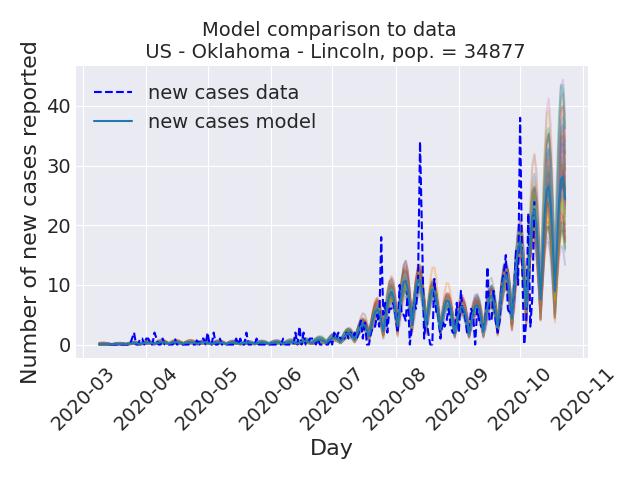 Model comparison to data
US - Oklahoma - Lincoln, pop. = 34877
Number of new cases reported
40
30
20
10
0
new cases data
new cases model
2020-03
2020-04
2020-05
2020-06
2020-07
2020-08
2020-09
2020-10
2020-11
Day